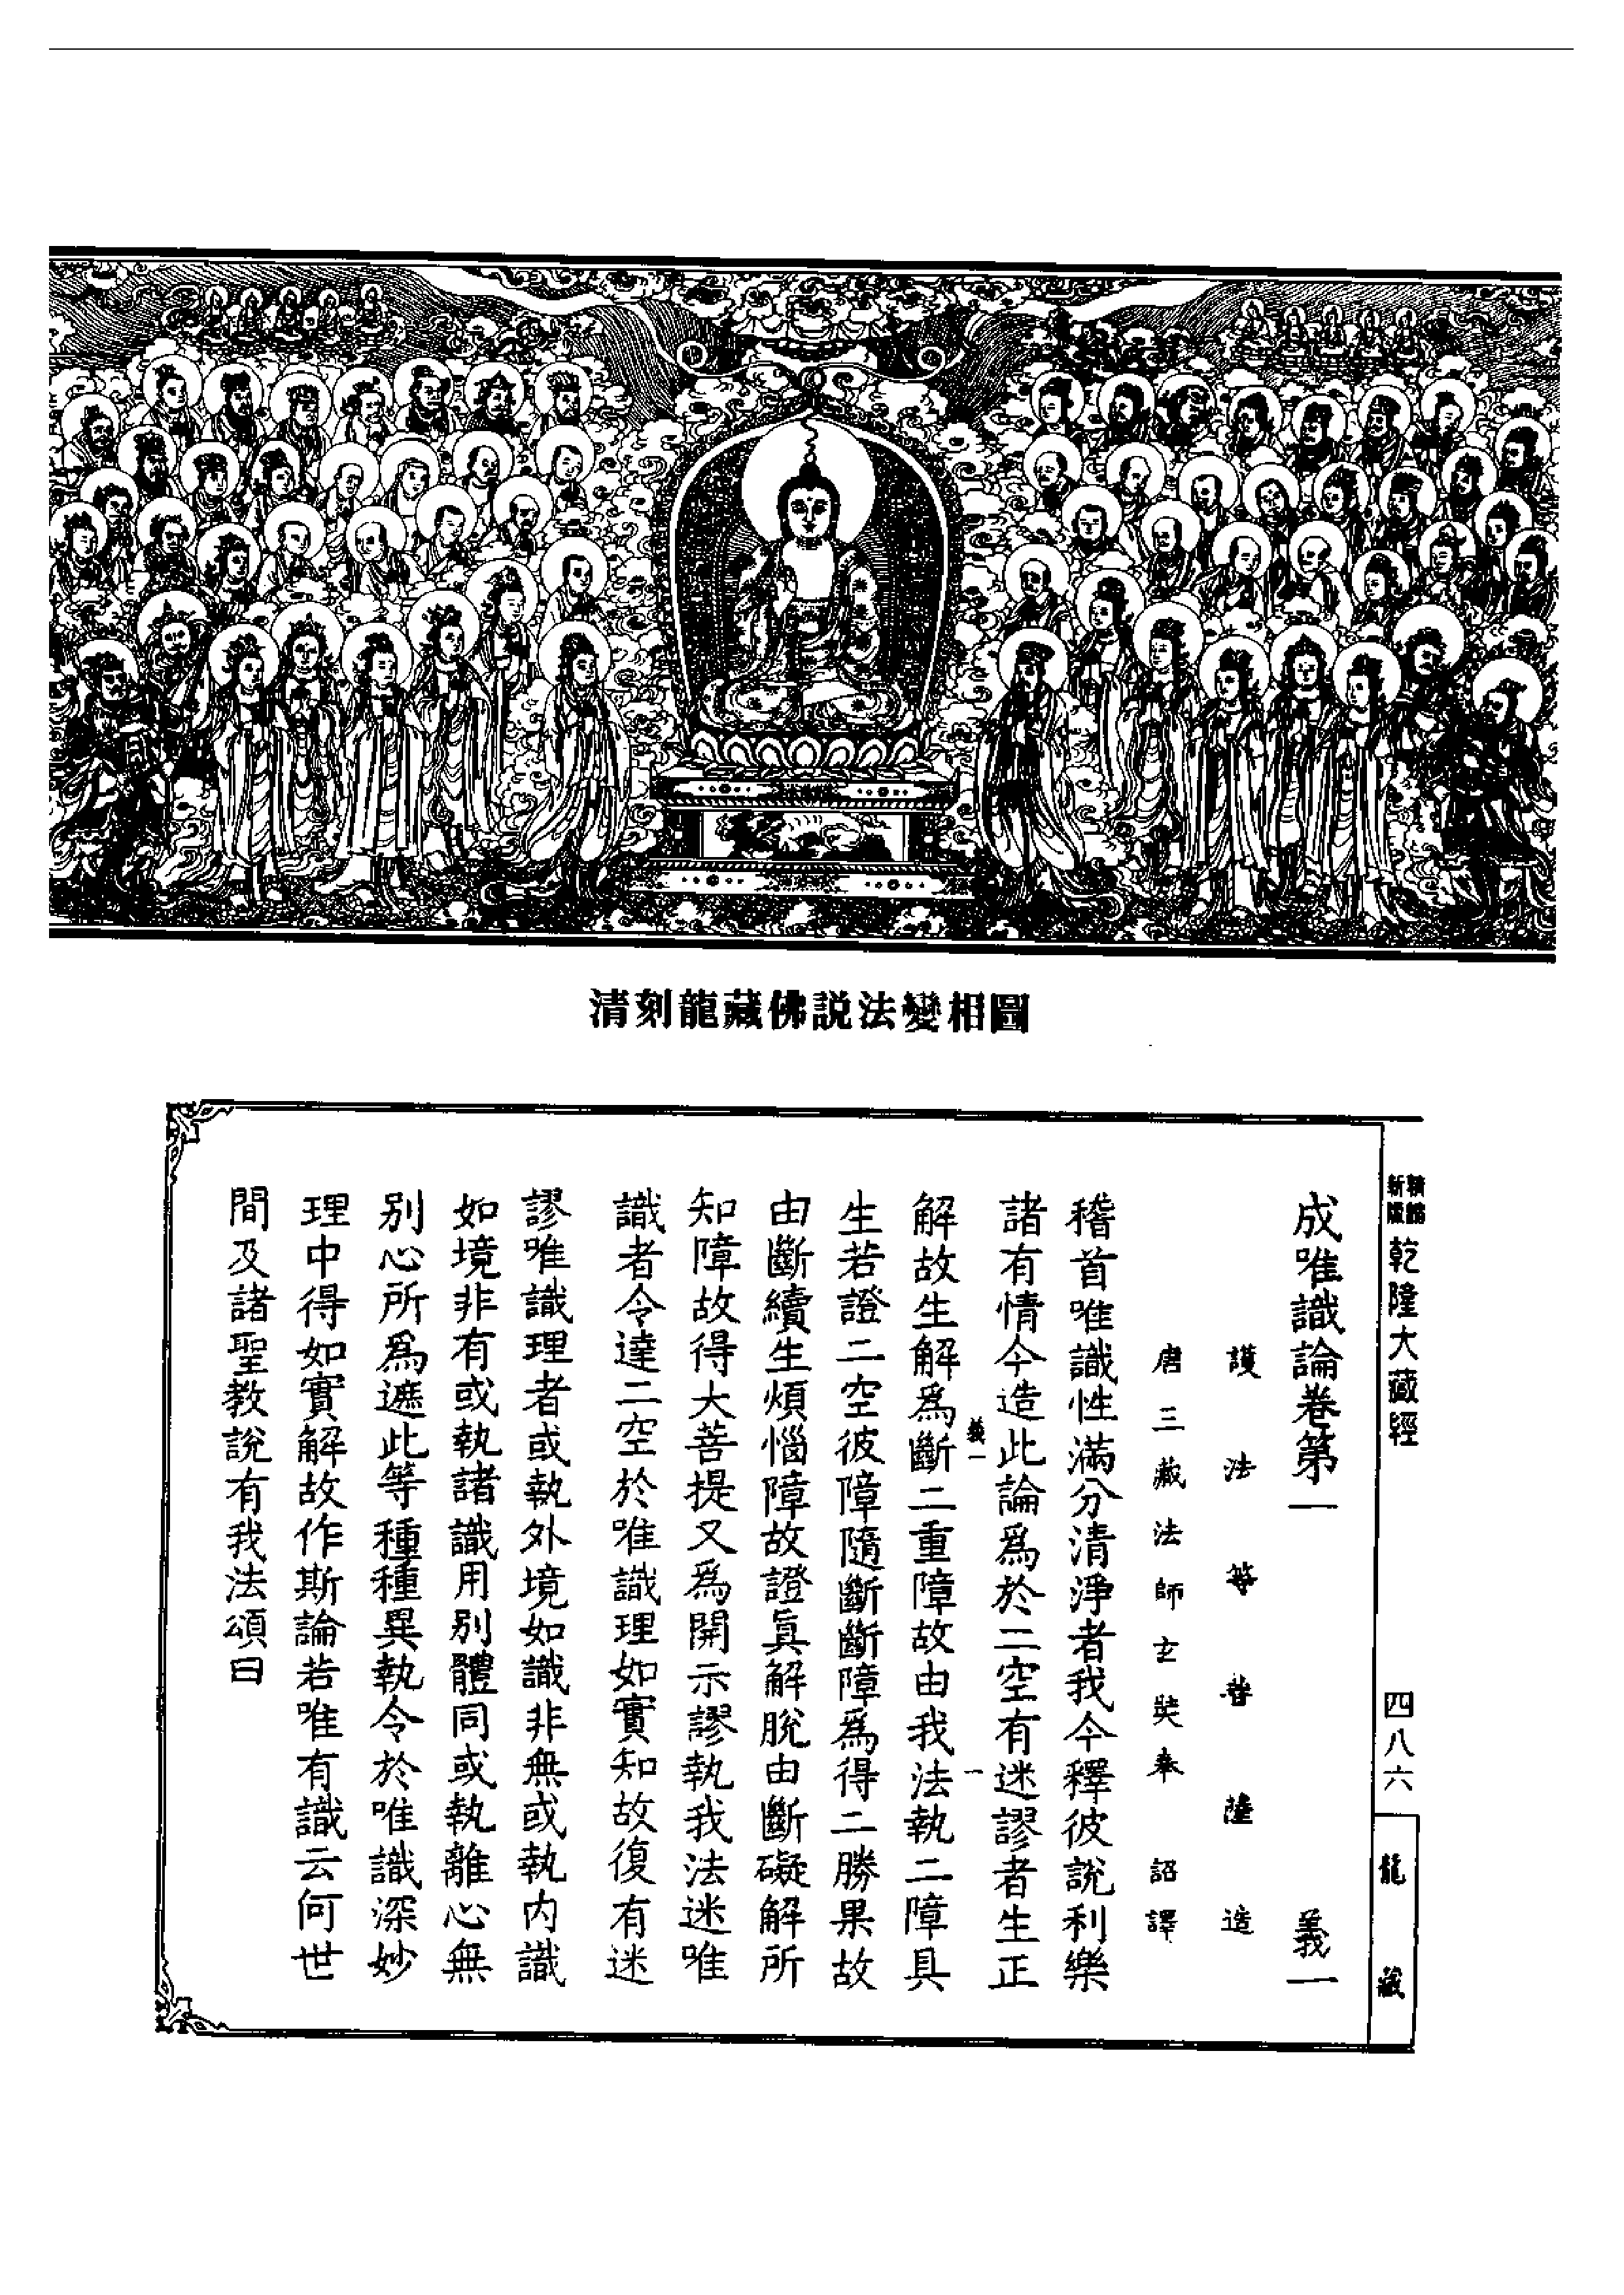 清刻龍藏佛説法變相圖
新版
精縮
乾隆大藏經
四八六
龍藏
成唯識論卷第一 義一
護法等菩薩造
唐三藏法師玄奘奉詔譯
稽首唯識性滿分清淨者我今釋彼說利樂
諸有情今造此論爲於二空有迷謬者生正
義一 一
解故生解爲斷二重障故由我法執二障具
生若證二空彼障隨斷斷障爲得二勝果故
由斷續生煩惱障故證眞解脫由斷礙解所
知障故得大菩提又爲開示謬執我法迷唯
識者令達二空於唯識理如實知故復有迷
謬唯識理者或執外境如識非無或執内識
如境非有或執諸識用別體同或執離心無
別心所爲遮此等種種異執令於唯識深妙
理中得如實解故作斯論若唯有識云何世
間及諸聖教說有我法頌曰